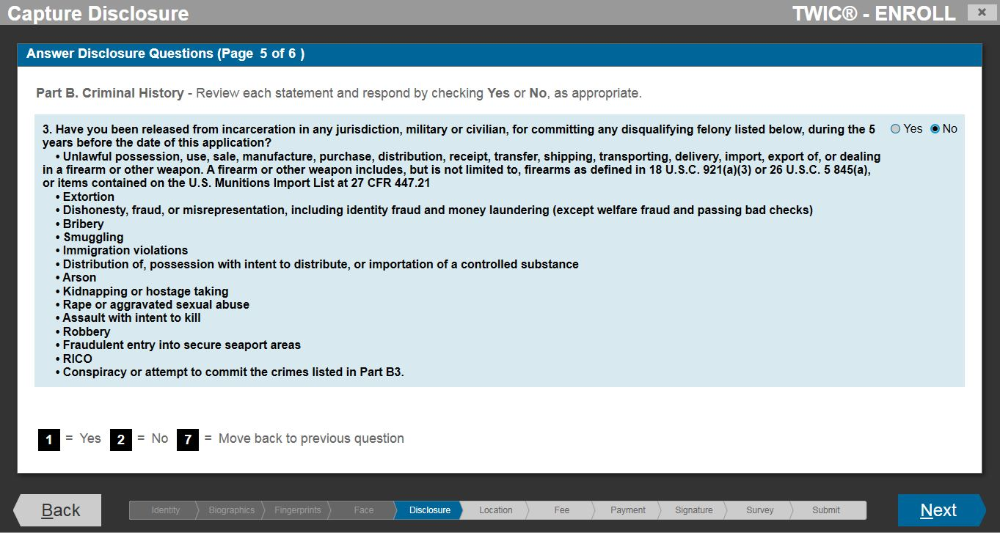 Capture Disclosure
TWIC® - ENROLL
×
Answer Disclosure Questions (Page 5 of 6 )
Part B. Criminal History - Review each statement and respond by checking Yes or No, as appropriate.
3. Have you been released from incarceration in any jurisdiction, military or civilian, for committing any disqualifying felony listed below, during the 5
years before the date of this application?
Yes No
• Unlawful possession, use, sale, manufacture, purchase, distribution, receipt, transfer, shipping, transporting, delivery, import, export of, or dealing
in a firearm or other weapon. A firearm or other weapon includes, but is not limited to, firearms as defined in 18 U.S.C. 921(a)(3) or 26 U.S.C. 5 845(a),
or items contained on the U.S. Munitions Import List at 27 CFR 447.21
• Extortion
• Dishonesty, fraud, or misrepresentation, including identity fraud and money laundering (except welfare fraud and passing bad checks)
• Bribery
• Smuggling
• Immigration violations
• Distribution of, possession with intent to distribute, or importation of a controlled substance
• Arson
• Kidnapping or hostage taking
• Rape or aggravated sexual abuse
• Assault with intent to kill
• Robbery
• Fraudulent entry into secure seaport areas
• RICO
• Conspiracy or attempt to commit the crimes listed in Part B3.
1 = Yes 2 = No 7 = Move back to previous question
Back
Identity Biographics Fingerprints Face Disclosure Location Fee Payment Signature Survey Submit
Next